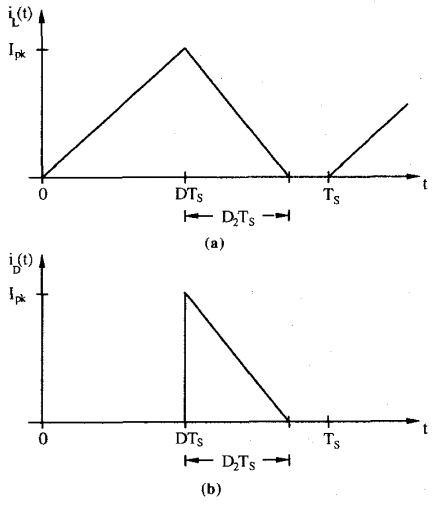 i_L(t)
I_pk
0 DT_S T_S t
D_2T_S
(a)
i_D(t)
I_pk
0 DT_S T_S t
D_2T_S
(b)